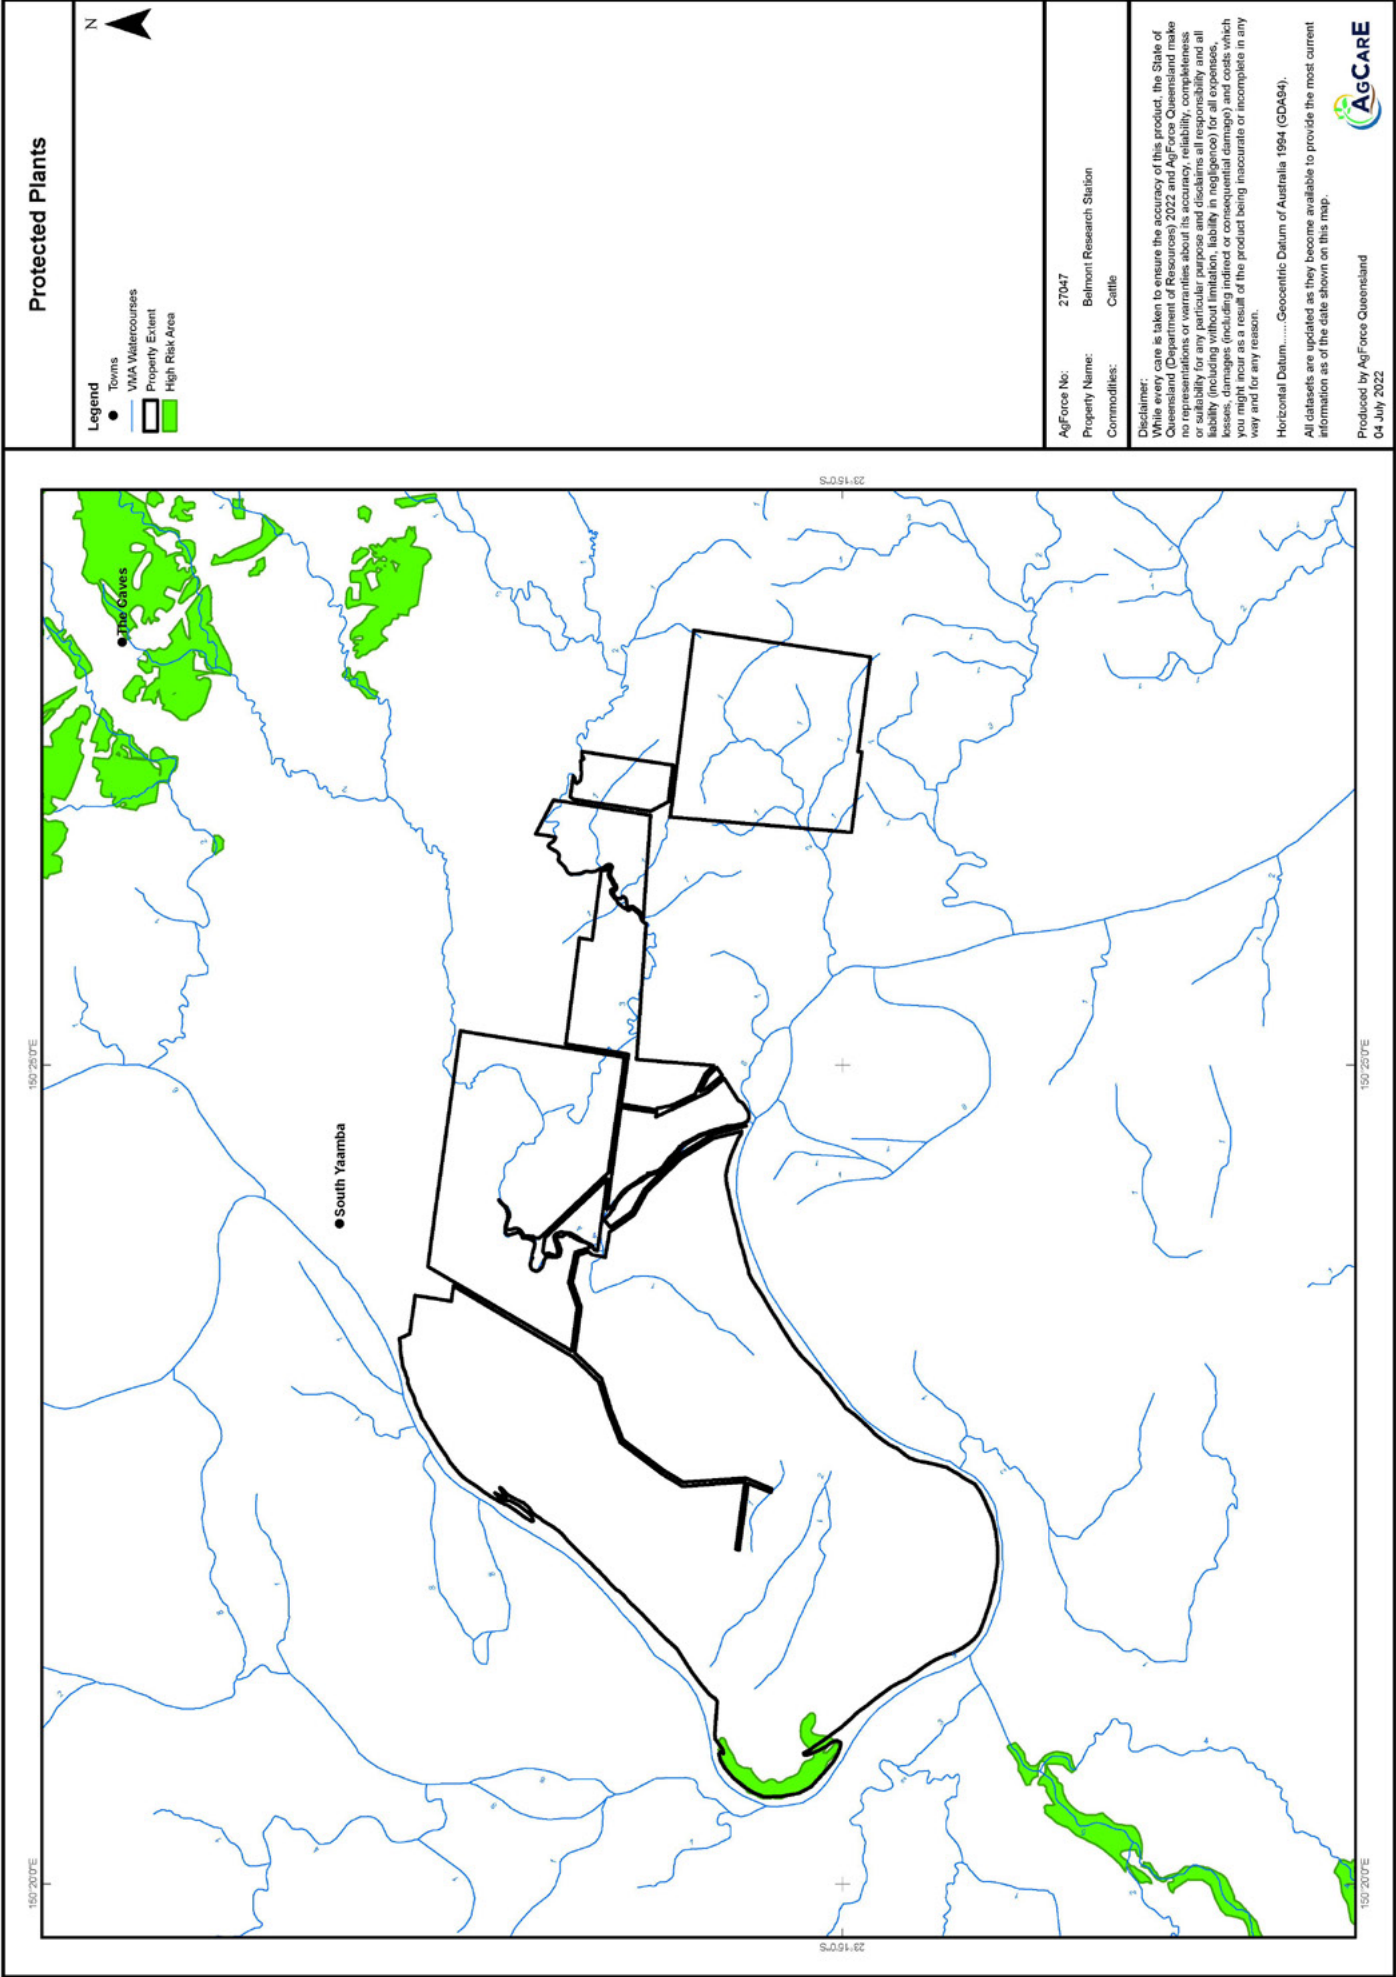 Protected Plants
N
Legend
Towns
VMA Watercourses
Property Extent
High Risk Area
AgForce No: 27047
Property Name: Belmont Research Station
Commodities: Cattle
Disclaimer:
While every care is taken to ensure the accuracy of this product, the State of
Queensland (Department of Resources) 2022 and AgForce Queensland make
no representations or warranties about its accuracy, reliability, completeness
or suitability for any particular purpose and disclaims all responsibility and all
liability (including without limitation, liability in negligence) for all expenses,
losses, damages (including indirect or consequential damage) and costs which
you might incur as a result of the product being inaccurate or incomplete in any
way and for any reason.
Horizontal Datum.......Geocentric Datum of Australia 1994 (GDA94).
All datasets are updated as they become available to provide the most current
information as of the date shown on this map.
Produced by AgForce Queensland
04 July 2022
AGCARE
150°20'0"E
150°25'0"E
23°15'0"S
23°15'0"S
The Caves
South Yaamba
150°20'0"E
150°25'0"E